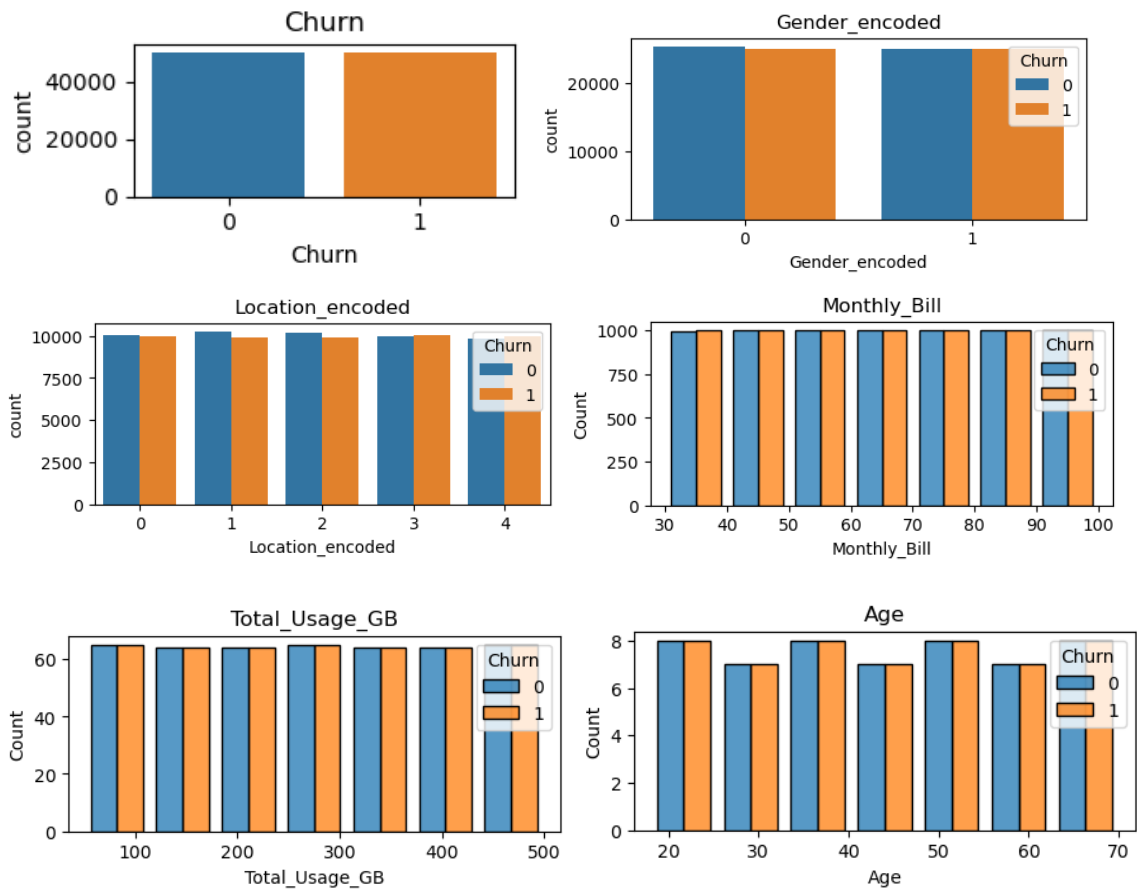 Churn
count
40000
20000
0
0 1
Churn
Gender_encoded
count
20000
10000
0
Churn
0
1
0 1
Gender_encoded
Location_encoded
count
10000
7500
5000
2500
0
Churn
0
1
0 1 2 3 4
Location_encoded
Monthly_Bill
Count
1000
750
500
250
0
Churn
0
1
30 40 50 60 70 80 90 100
Monthly_Bill
Total_Usage_GB
Count
60
40
20
0
Churn
0
1
100 200 300 400 500
Total_Usage_GB
Age
Count
8
6
4
2
0
Churn
0
1
20 30 40 50 60 70
Age